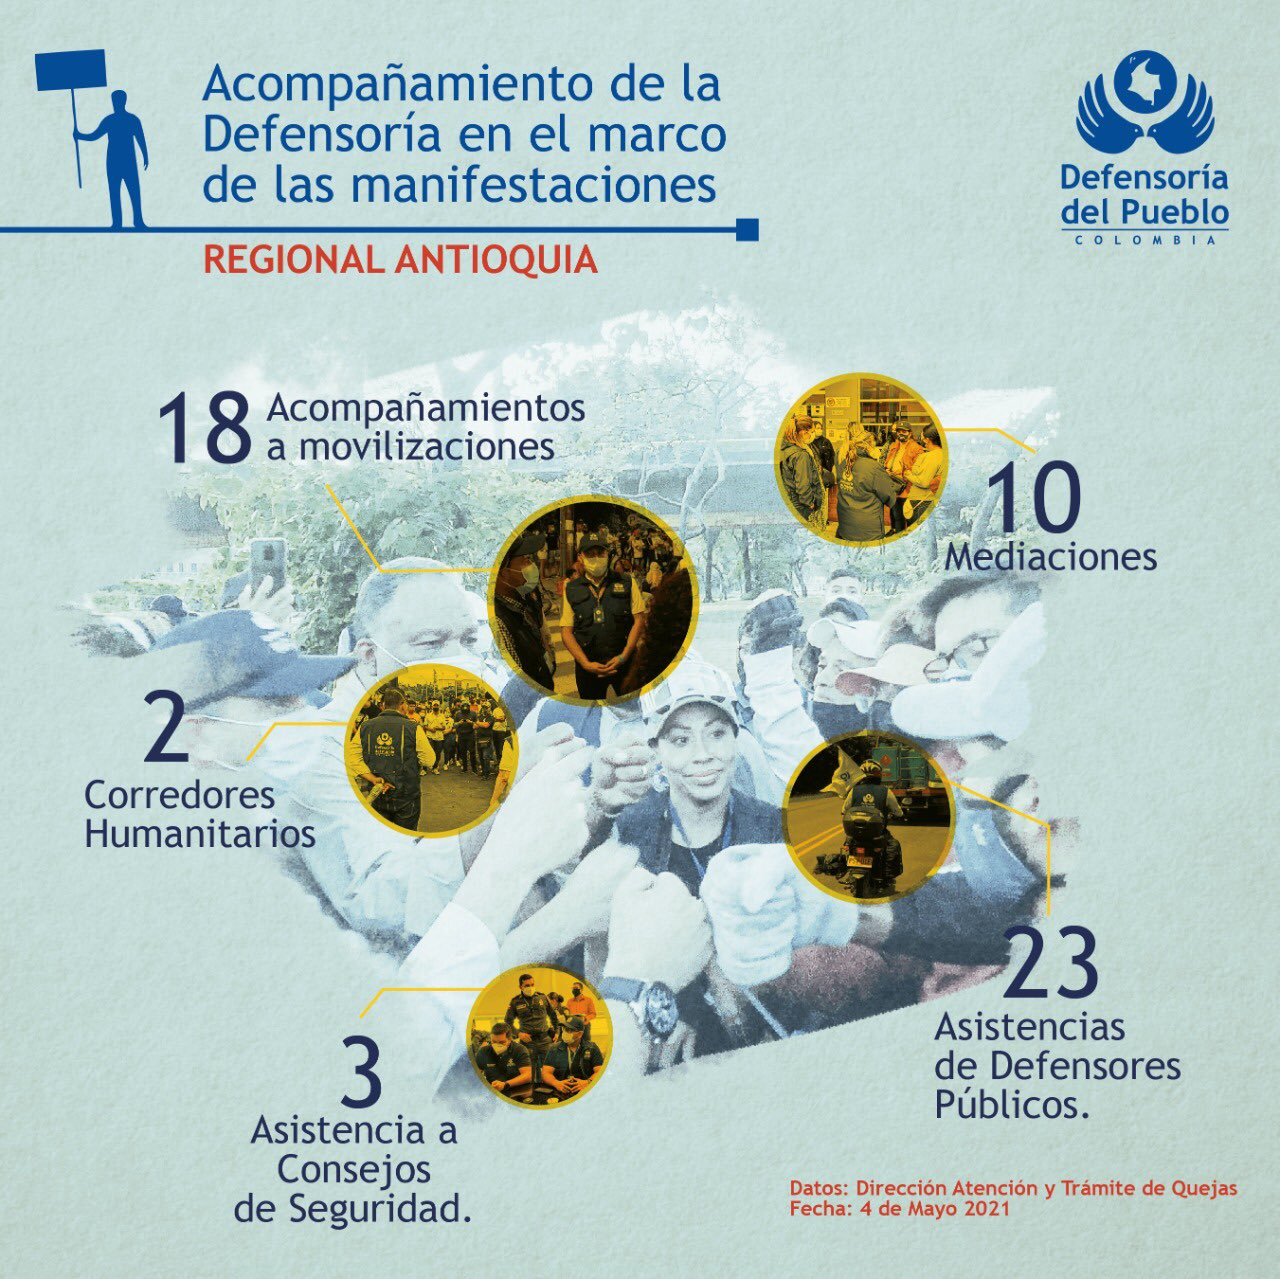 Acompañamiento de la
Defensoría en el marco
de las manifestaciones
REGIONAL ANTIOQUIA
Defensoría
del Pueblo
COLOMBIA
18 Acompañamientos
a movilizaciones
10
Mediaciones
2
Corredores
Humanitarios
23
Asistencias
de Defensores
Públicos.
3
Asistencia a
Consejos
de Seguridad.
Datos: Dirección Atención y Trámite de Quejas
Fecha: 4 de Mayo 2021